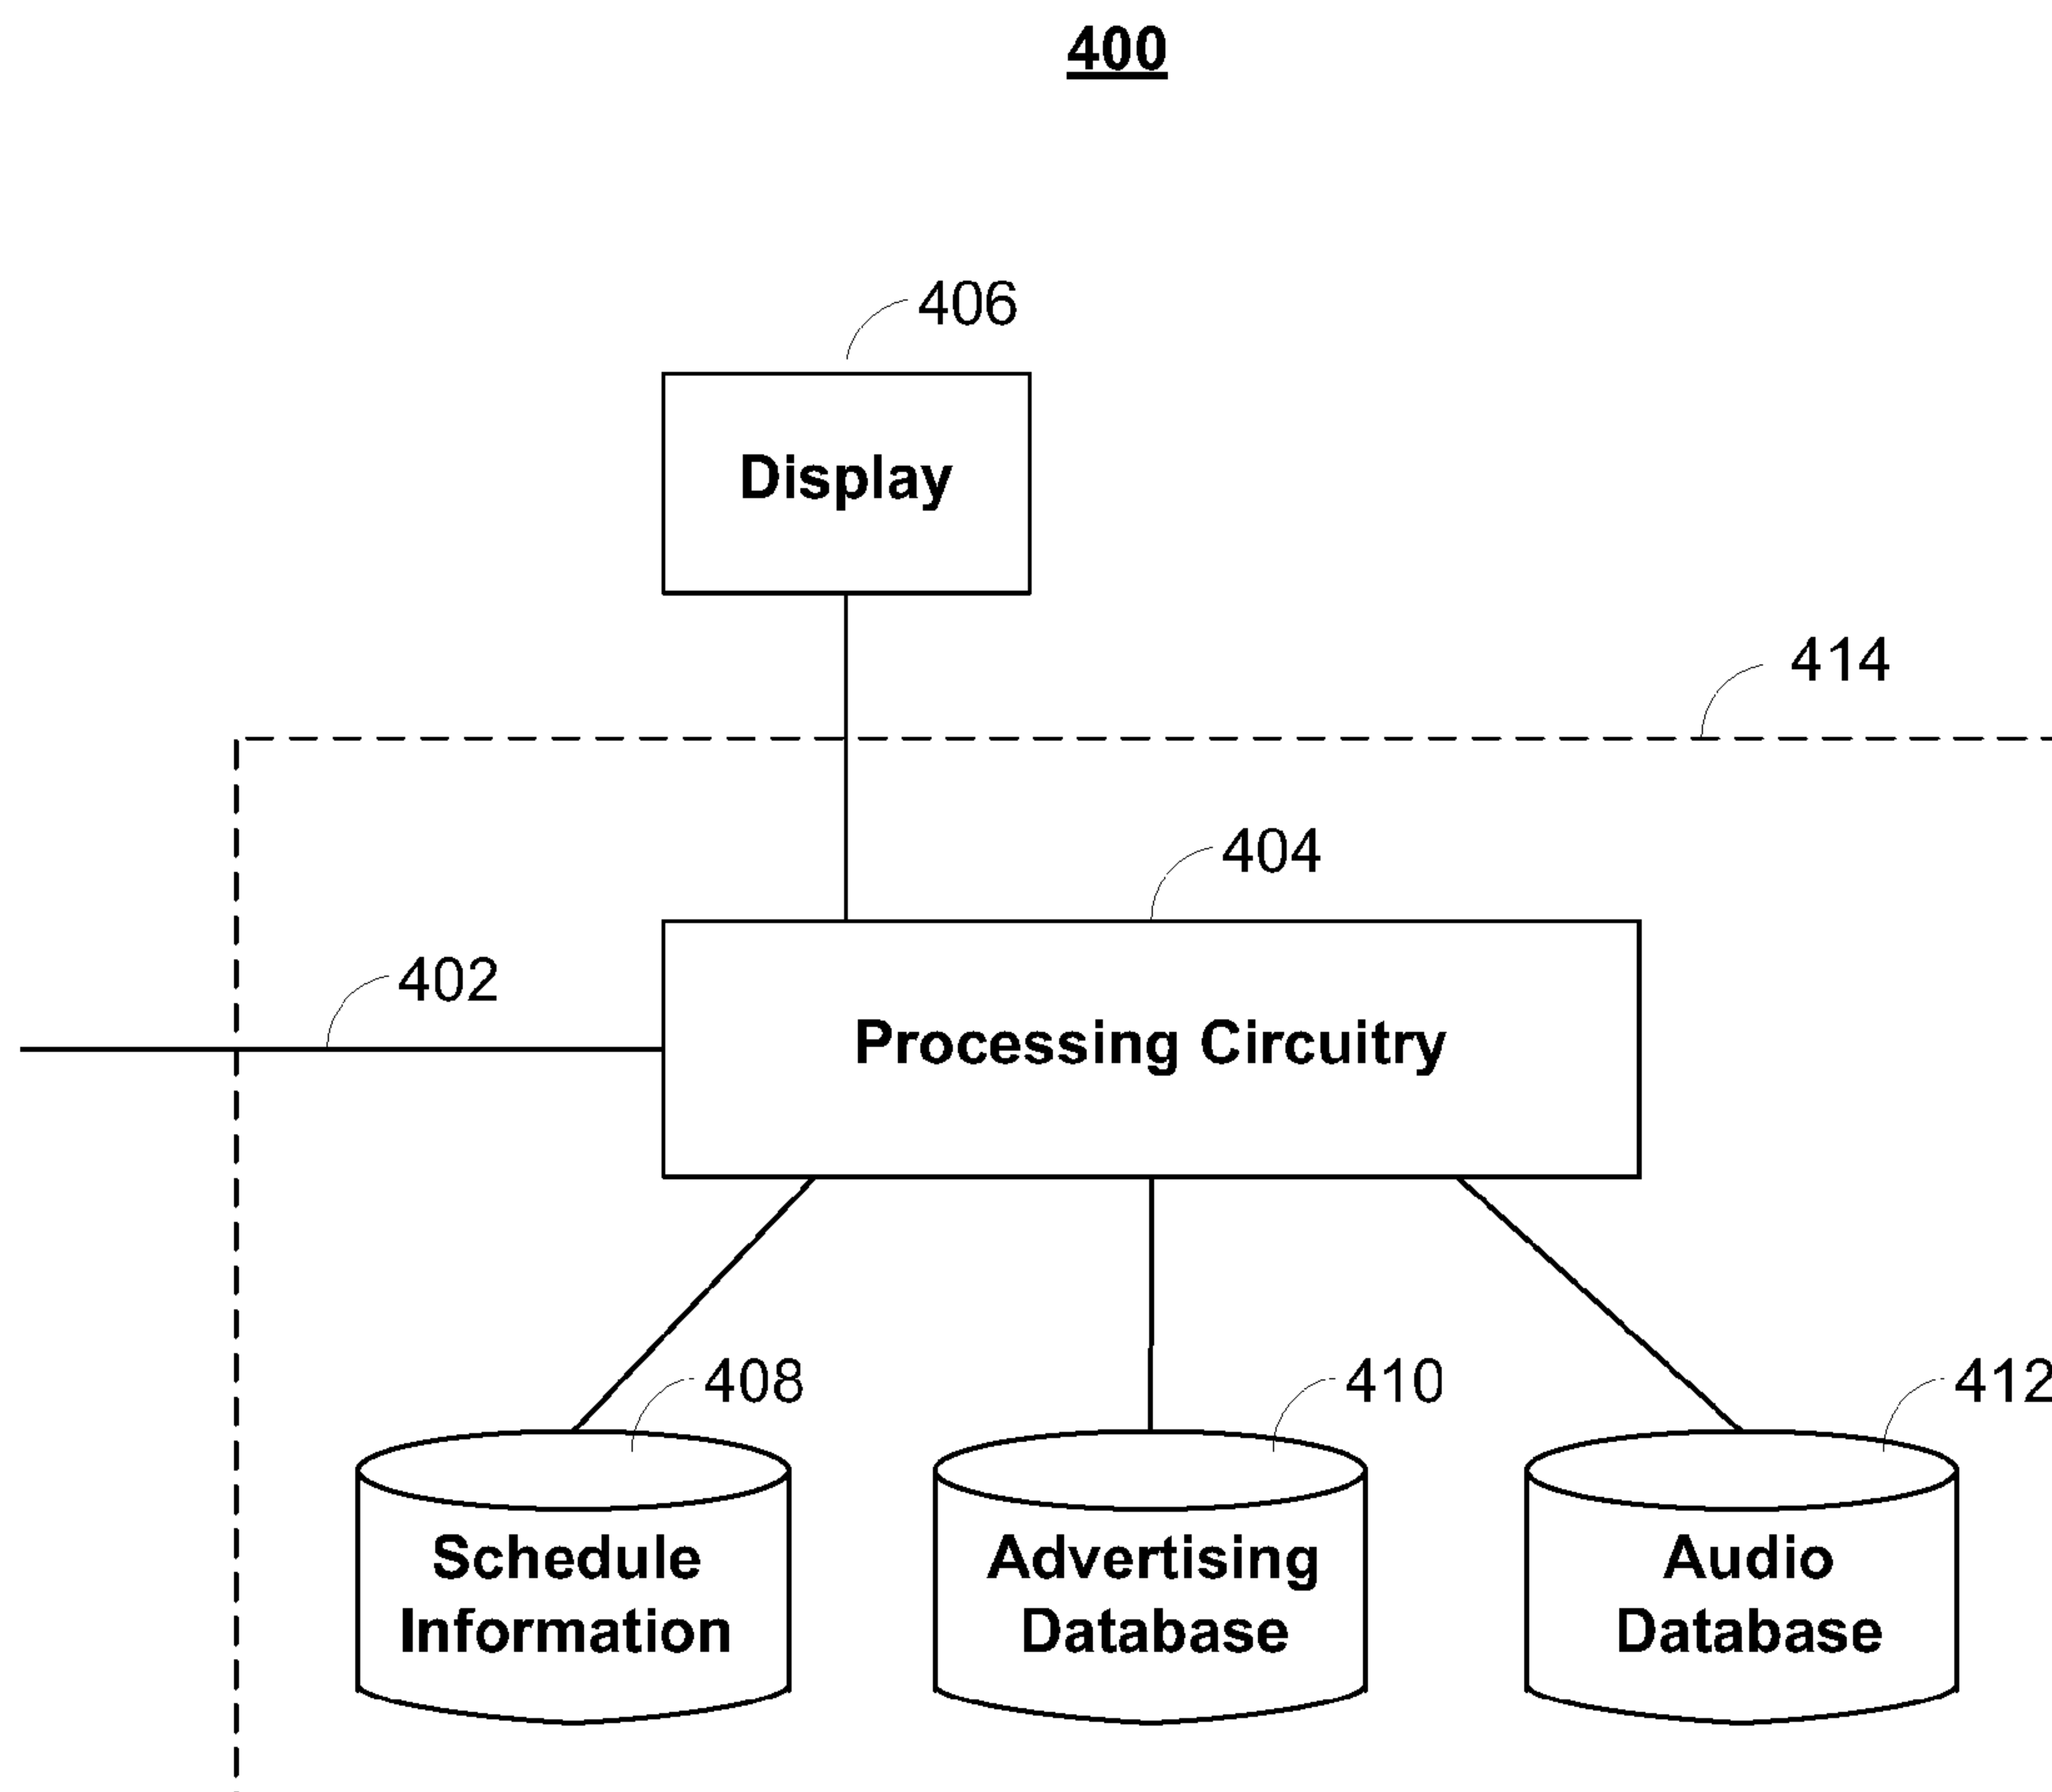 400
406
Display
414
404
402
Processing Circuitry
408
410
412
Schedule
Information
Advertising
Database
Audio
Database